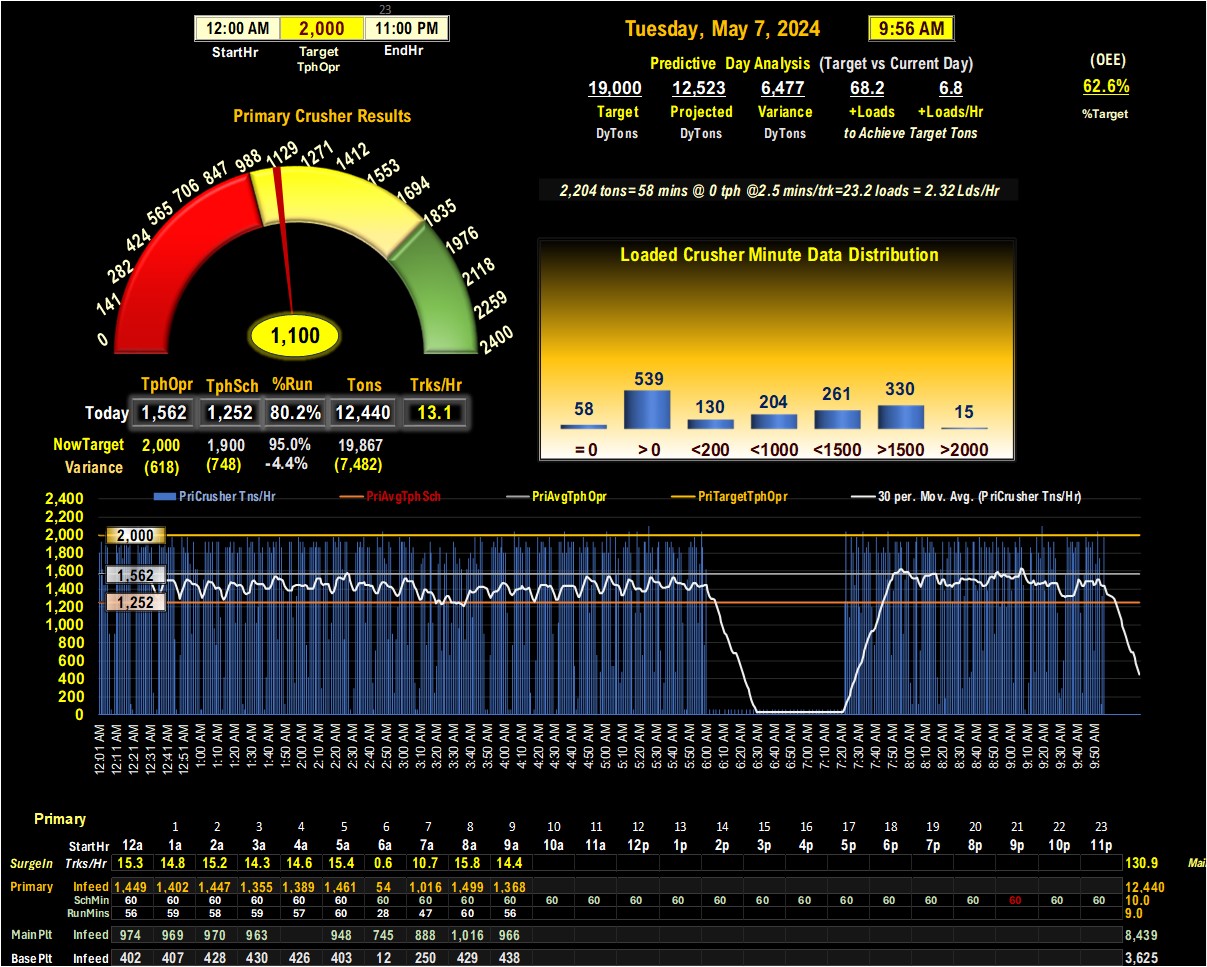 23
12:00 AM 2,000 11:00 PM
StartHr Target TphOpr EndHr
Tuesday, May 7, 2024 9:56 AM
Predictive Day Analysis (Target vs Current Day) (OEE)
19,000 12,523 6,477 68.2 6.8 62.6%
Target Projected Variance +Loads +Loads/Hr %Target
DyTons DyTons DyTons to Achieve Target Tons
Primary Crusher Results
0 141 282 424 565 706 847 988 1129 1271 1412 1553 1694 1835 1976 2118 2259 2400
1,100
2,204 tons=58 mins @ 0 tph @2.5 mins/trk=23.2 loads = 2.32 Lds/Hr
Loaded Crusher Minute Data Distribution
58 539 130 204 261 330 15
= 0 > 0 <200 <1000 <1500 >1500 >2000
TphOpr TphSch %Run Tons Trks/Hr
Today 1,562 1,252 80.2% 12,440 13.1
NowTarget 2,000 1,900 95.0% 19,867
Variance (618) (748) -4.4% (7,482)
PriCrusher Tns/Hr PriAvgTphSch PriAvgTphOpr PriTargetTphOpr 30 per. Mov. Avg. (PriCrusher Tns/Hr)
2,400
2,200
2,000
1,800
1,600
1,400
1,200
1,000
800
600
400
200
0
2,000
1,562
1,252
12:01 AM 12:11 AM 12:21 AM 12:31 AM 12:41 AM 12:51 AM 1:00 AM 1:10 AM 1:20 AM 1:30 AM 1:40 AM 1:50 AM 2:00 AM 2:10 AM 2:20 AM 2:30 AM 2:40 AM 2:50 AM 3:00 AM 3:10 AM 3:20 AM 3:30 AM 3:40 AM 3:50 AM 4:00 AM 4:10 AM 4:20 AM 4:30 AM 4:40 AM 4:50 AM 5:00 AM 5:10 AM 5:20 AM 5:30 AM 5:40 AM 5:50 AM 6:00 AM 6:10 AM 6:20 AM 6:30 AM 6:40 AM 6:50 AM 7:00 AM 7:10 AM 7:20 AM 7:30 AM 7:40 AM 7:50 AM 8:00 AM 8:10 AM 8:20 AM 8:30 AM 8:40 AM 8:50 AM 9:00 AM 9:10 AM 9:20 AM 9:30 AM 9:40 AM 9:50 AM
Primary
1 2 3 4 5 6 7 8 9 10 11 12 13 14 15 16 17 18 19 20 21 22 23
StartHr 12a 1a 2a 3a 4a 5a 6a 7a 8a 9a 10a 11a 12p 1p 2p 3p 4p 5p 6p 7p 8p 9p 10p 11p
SurgeIn Trks/Hr 15.3 14.8 15.2 14.3 14.6 15.4 0.6 10.7 15.8 14.4 130.9
Primary Infeed 1,449 1,402 1,447 1,355 1,389 1,461 54 1,016 1,499 1,368 12,440
SchMin 60 60 60 60 60 60 60 60 60 60 60 60 60 60 60 60 60 60 60 60 60 60 60 60 10.0
RunMins 56 59 58 59 57 60 28 47 60 56 9.0
Main Plt Infeed 974 969 970 963 948 745 888 1,016 966 8,439
Base Plt Infeed 402 407 428 430 426 403 12 250 429 438 3,625